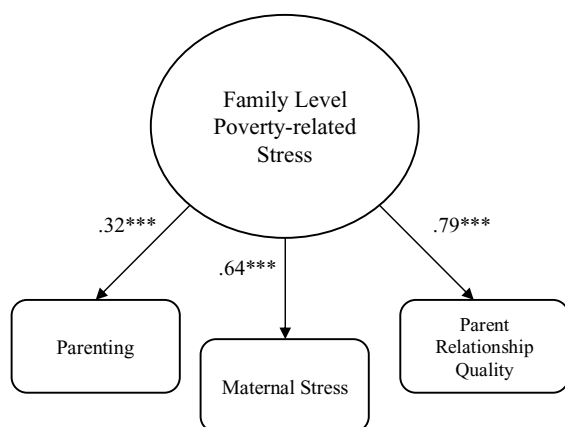 Family Level
Poverty-related
Stress
.32***
.64***
.79***
Parenting
Maternal Stress
Parent
Relationship
Quality